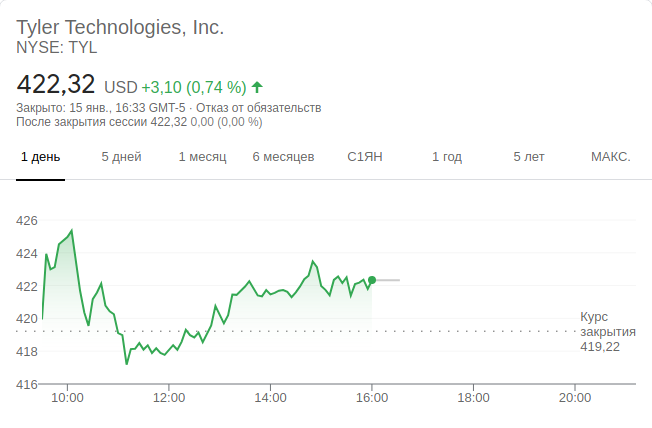 Tyler Technologies, Inc.
NYSE: TYL
422,32 USD +3,10 (0,74 %)
Закрыто: 15 янв., 16:33 GMT-5 · Отказ от обязательств
После закрытия сессии 422,32 0,00 (0,00 %)
1 день 5 дней 1 месяц 6 месяцев С1ЯН 1 год 5 лет МАКС.
426
424
422
420
418
416
Курс
закрытия
419,22
10:00 12:00 14:00 16:00 18:00 20:00